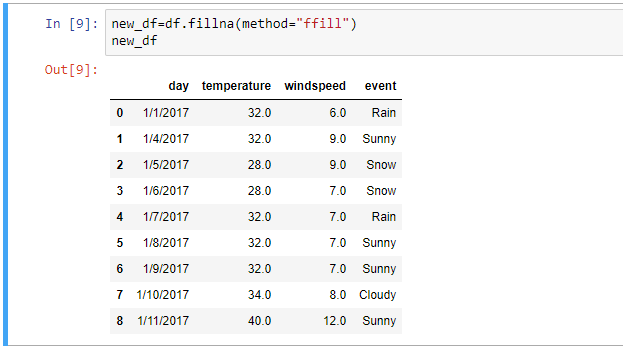 In [9]: new_df=df.fillna(method="ffill")
new_df
Out[9]:
day temperature windspeed event
0 1/1/2017 32.0 6.0 Rain
1 1/4/2017 32.0 9.0 Sunny
2 1/5/2017 28.0 9.0 Snow
3 1/6/2017 28.0 7.0 Snow
4 1/7/2017 32.0 7.0 Rain
5 1/8/2017 32.0 7.0 Sunny
6 1/9/2017 32.0 7.0 Sunny
7 1/10/2017 34.0 8.0 Cloudy
8 1/11/2017 40.0 12.0 Sunny